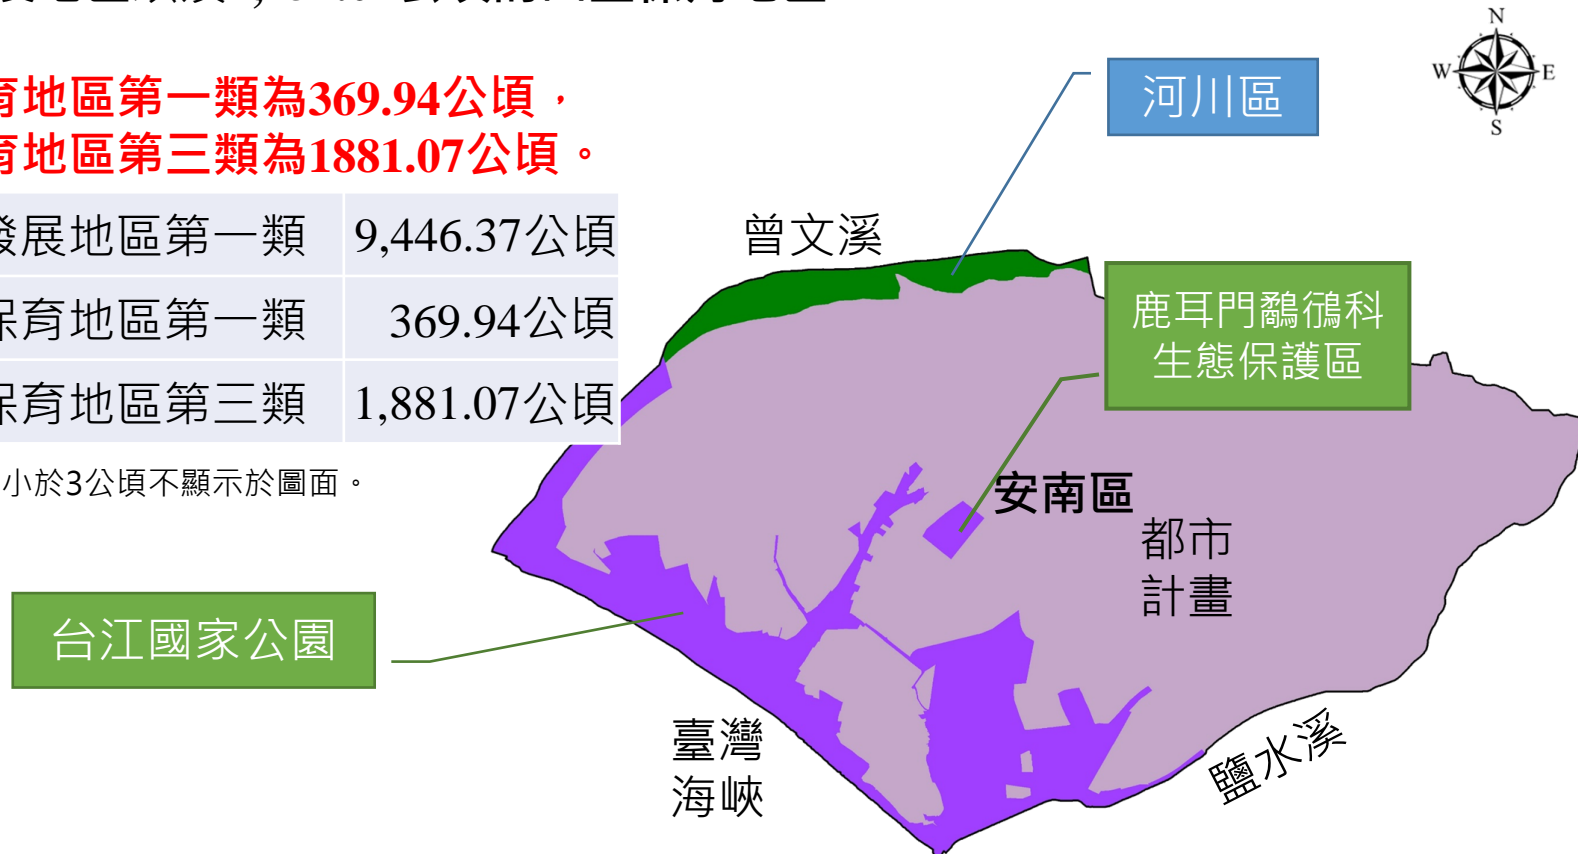 育地區第一類為369.94公頃，
育地區第三類為1881.07公頃。
發展地區第一類 9,446.37公頃
保育地區第一類 369.94公頃
保育地區第三類 1,881.07公頃
小於3公頃不顯示於圖面。
N
W E
S
河川區
曾文溪
鹿耳門鸀鴴科
生態保護區
安南區
都市
計畫
台江國家公園
臺灣
海峽
鹽水溪